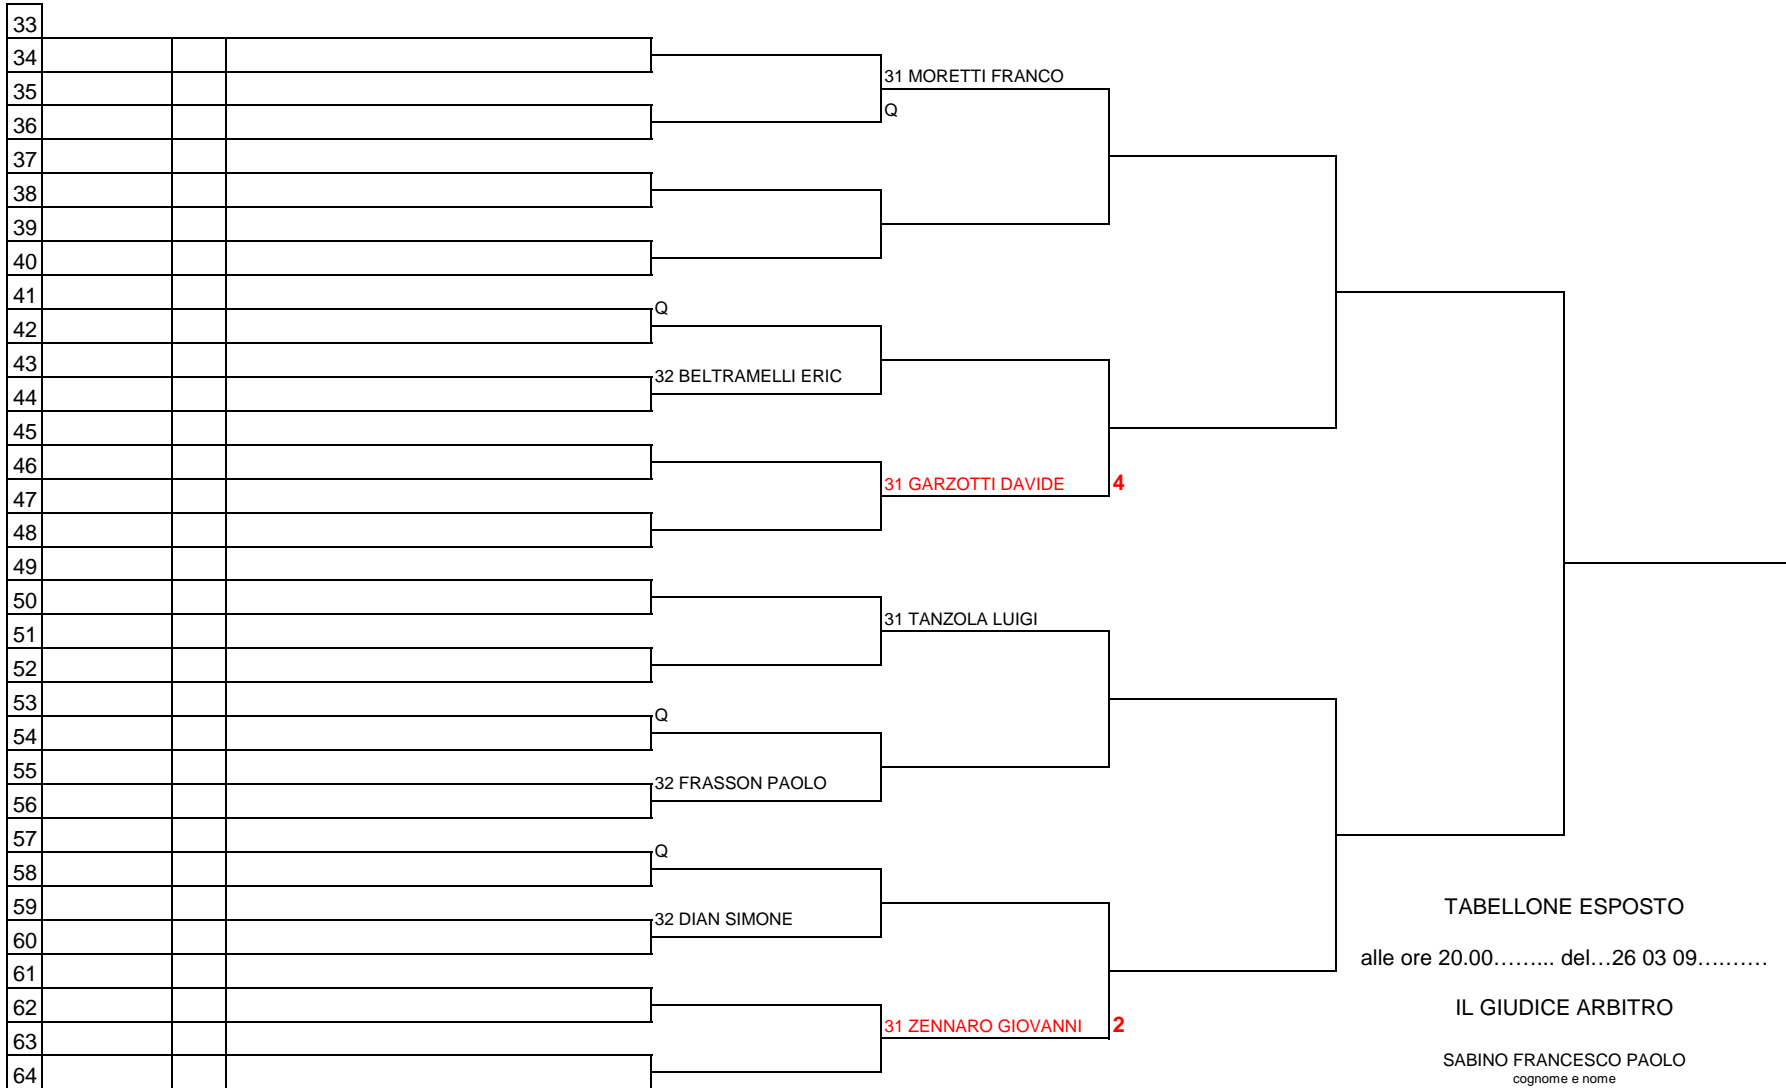 33
34
31 MORETTI FRANCO
35
Q
36
37
38
39
40
41
Q
42
43
32 BELTRAMELLI ERIC
44
45
46
31 GARZOTTI DAVIDE 4
47
48
49
50
31 TANZOLA LUIGI
51
52
53
Q
54
55
32 FRASSON PAOLO
56
57
Q
58
59
TABELLONE ESPOSTO
32 DIAN SIMONE
60
alle ore 20.00……... del…26 03 09….……
61
62
IL GIUDICE ARBITRO
31 ZENNARO GIOVANNI 2
63
SABINO FRANCESCO PAOLO
64
cognome e nome